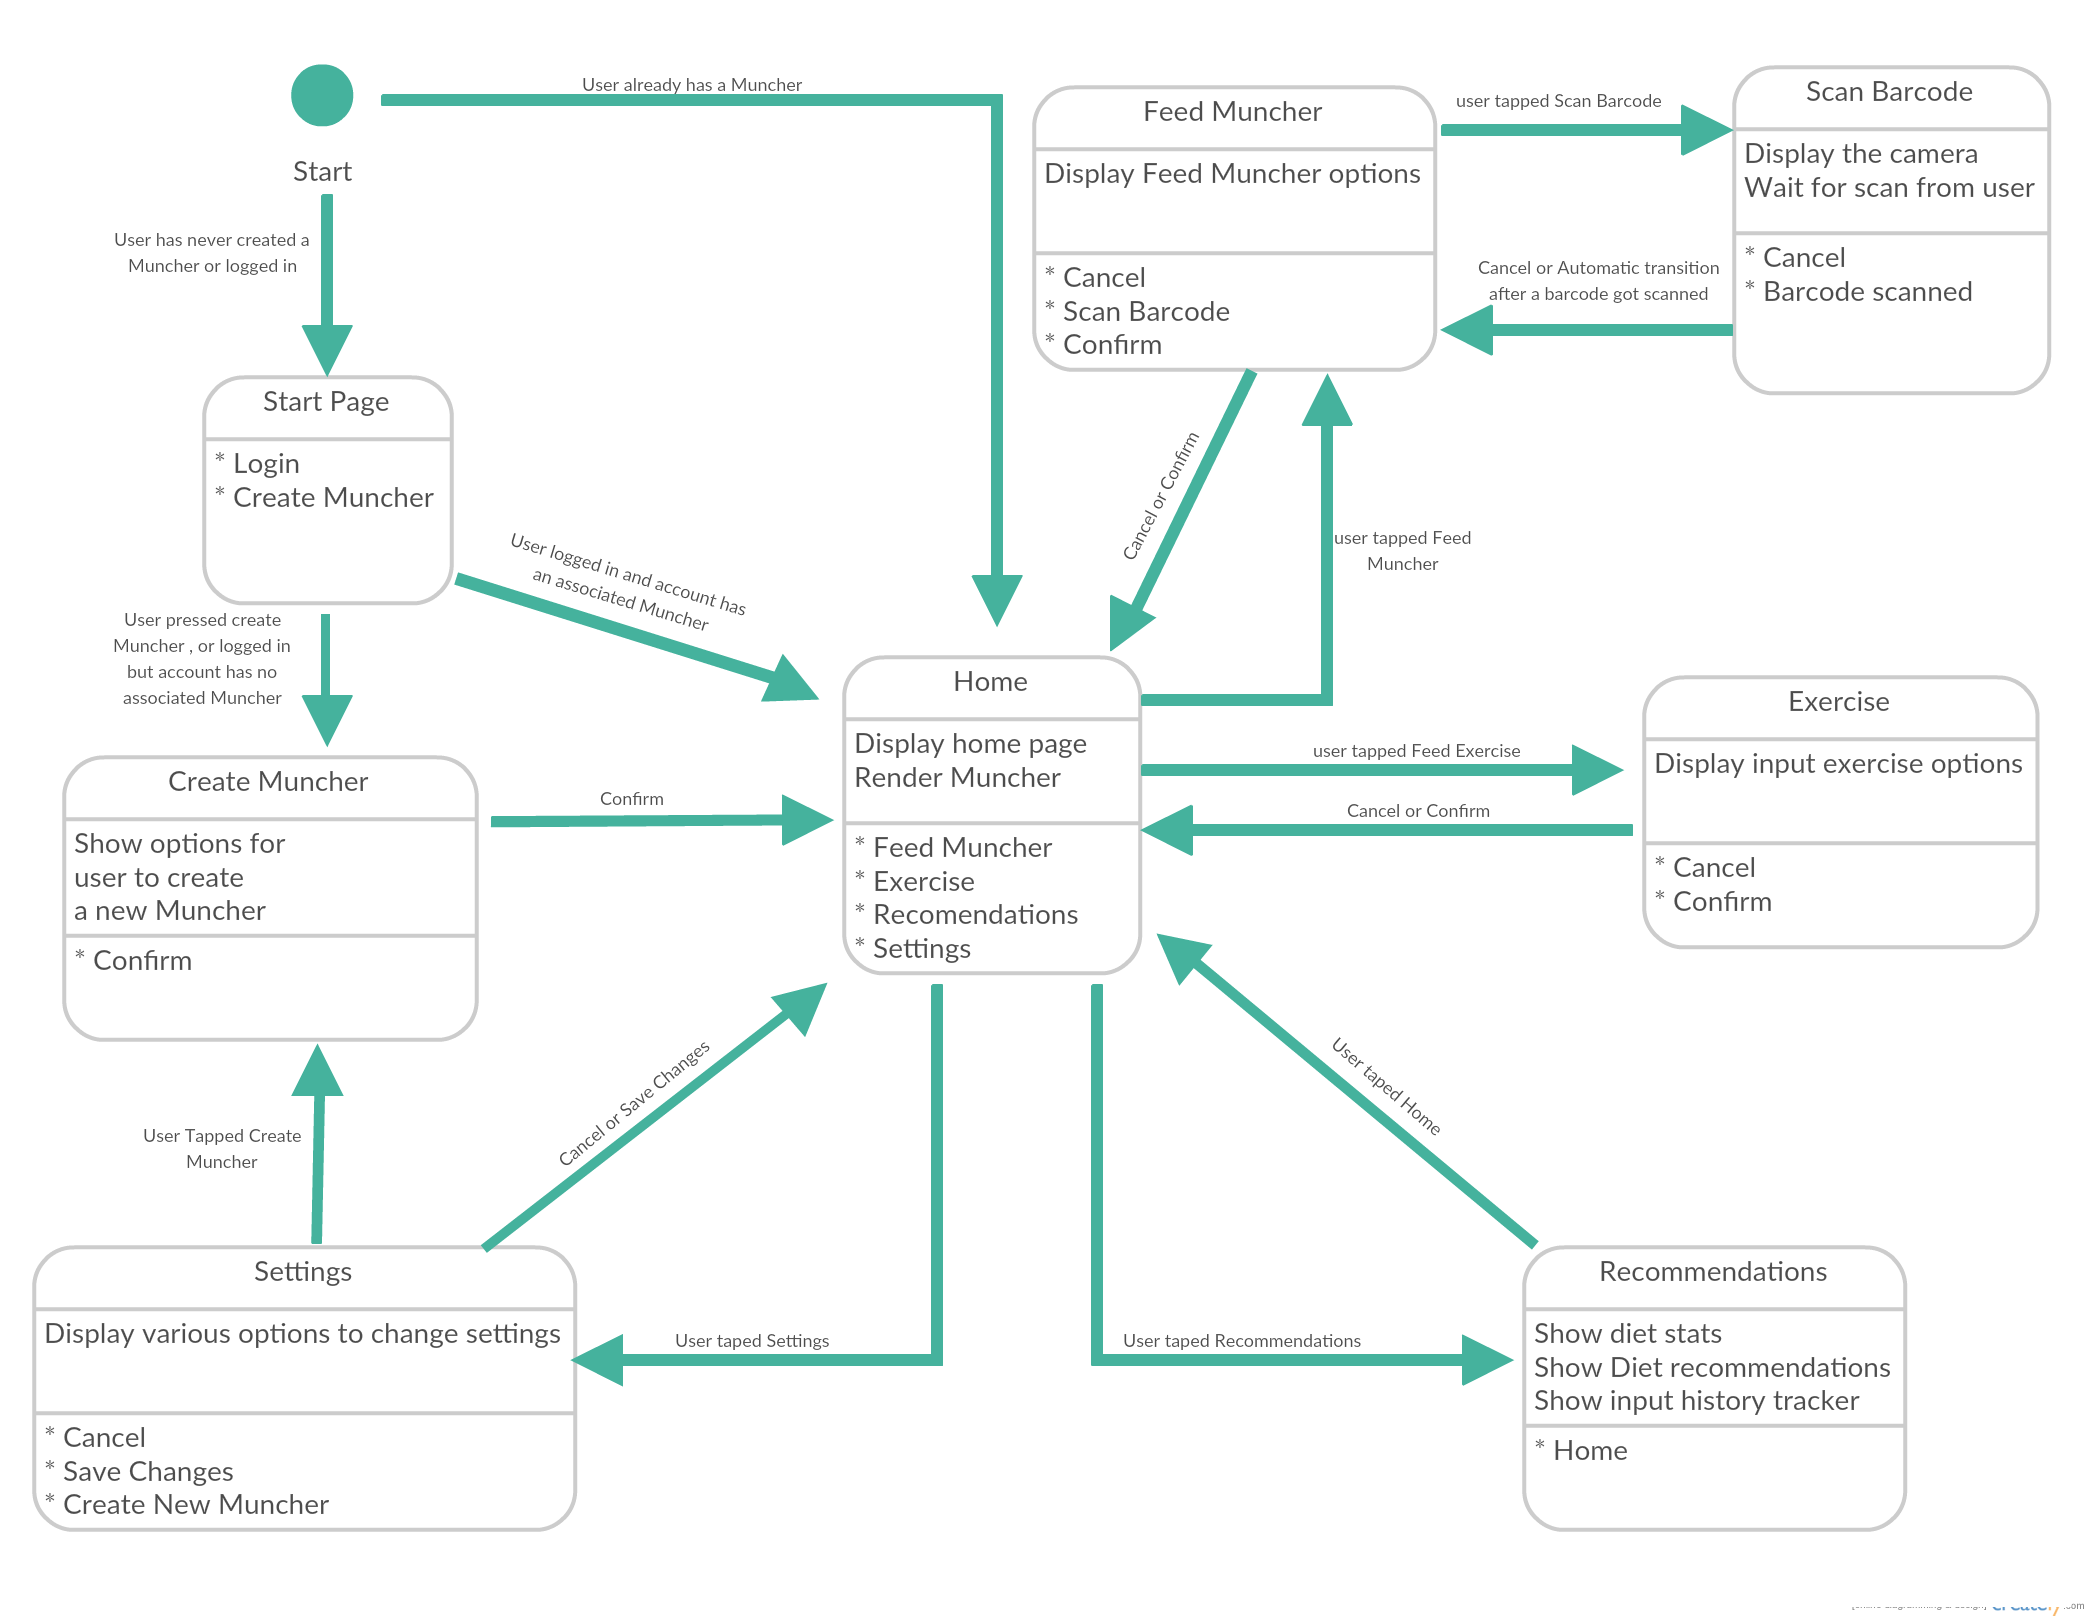 Start
User already has a Muncher
User has never created a
Muncher or logged in
Start Page
* Login
* Create Muncher
User logged in and account has
an associated Muncher
User pressed create
Muncher , or logged in
but account has no
associated Muncher
Create Muncher
Show options for
user to create
a new Muncher
* Confirm
Confirm
Feed Muncher
Display Feed Muncher options
* Cancel
* Scan Barcode
* Confirm
user tapped Scan Barcode
Cancel or Automatic transition
after a barcode got scanned
Scan Barcode
Display the camera
Wait for scan from user
* Cancel
* Barcode scanned
Cancel or Confirm
user tapped Feed
Muncher
Home
Display home page
Render Muncher
* Feed Muncher
* Exercise
* Recomendations
* Settings
user tapped Feed Exercise
Cancel or Confirm
Exercise
Display input exercise options
* Cancel
* Confirm
User Tapped Create
Muncher
Cancel or Save Changes
User taped Home
Settings
Display various options to change settings
* Cancel
* Save Changes
* Create New Muncher
User taped Settings
User taped Recommendations
Recommendations
Show diet stats
Show Diet recommendations
Show input history tracker
* Home
.com